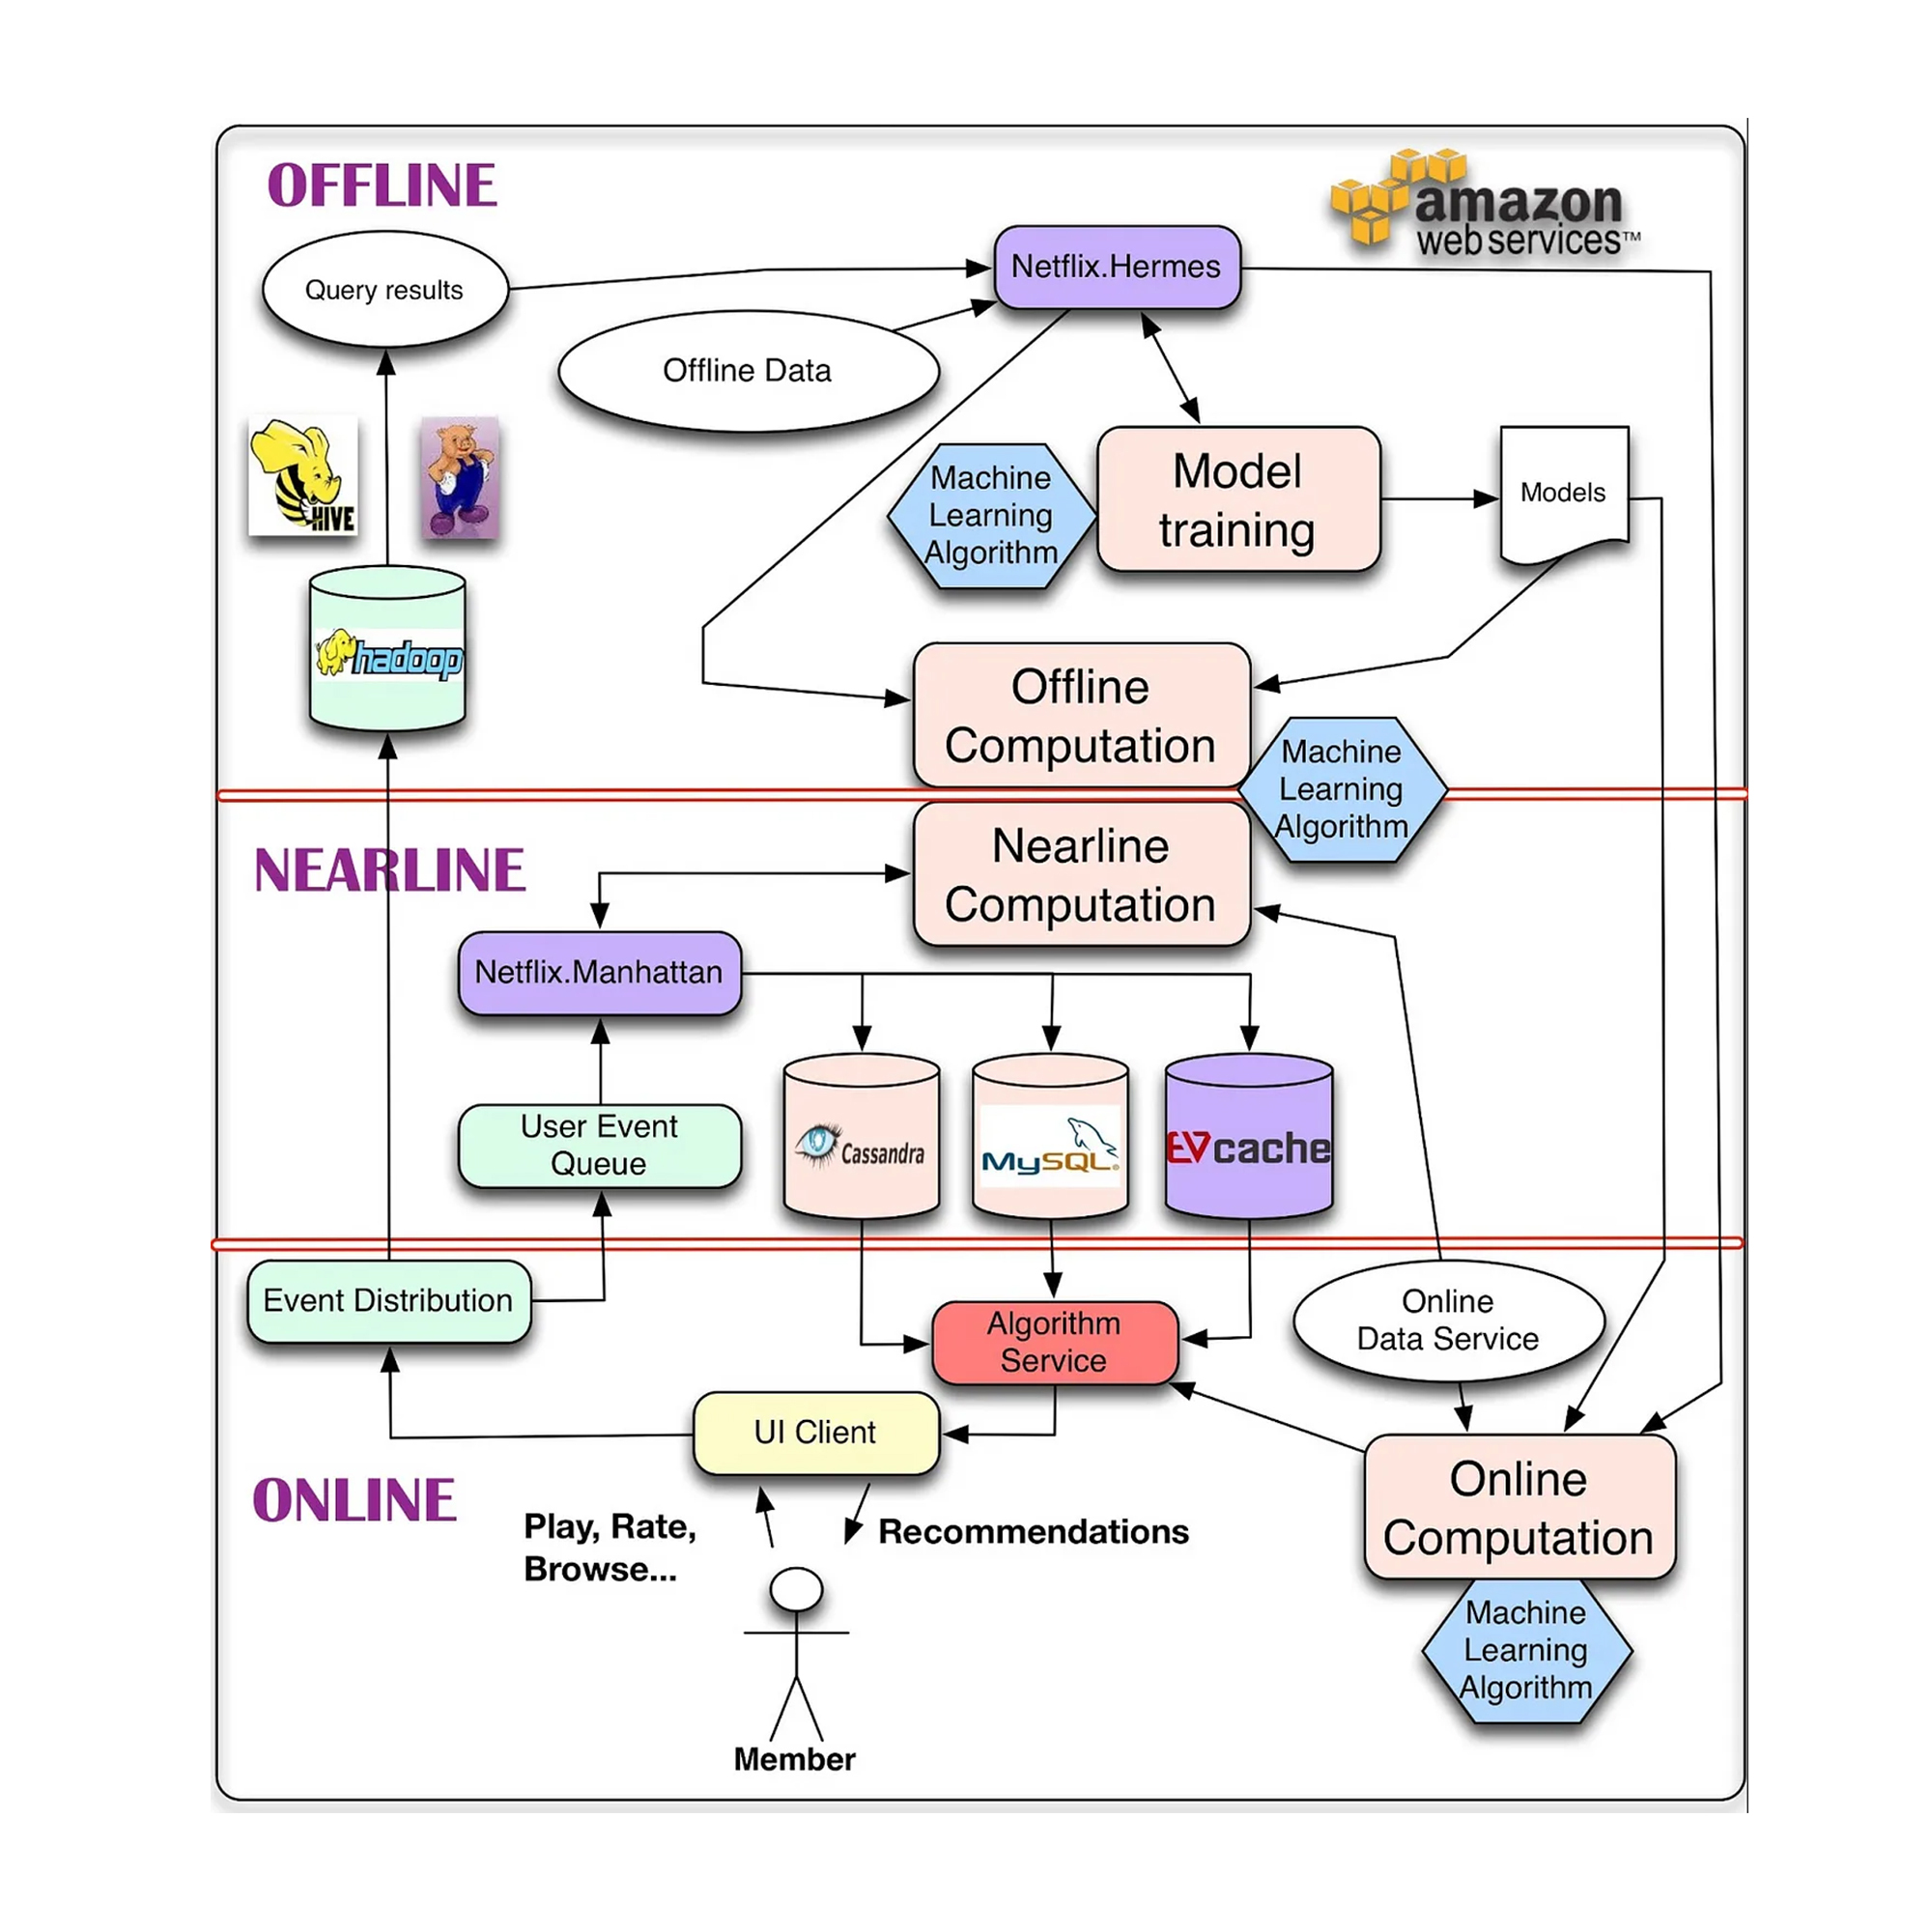 OFFLINE
amazon
web services™
Query results
Netflix.Hermes
Offline Data
HIVE
Machine
Learning
Algorithm
Model
training
Models
hadoop
Offline
Computation
Machine
Learning
Algorithm
NEARLINE
Nearline
Computation
Netflix.Manhattan
User Event
Queue
Cassandra
MySQL®
EVcache
Event Distribution
Algorithm
Service
Online
Data Service
UI Client
ONLINE
Play, Rate,
Browse...
Recommendations
Online
Computation
Machine
Learning
Algorithm
Member